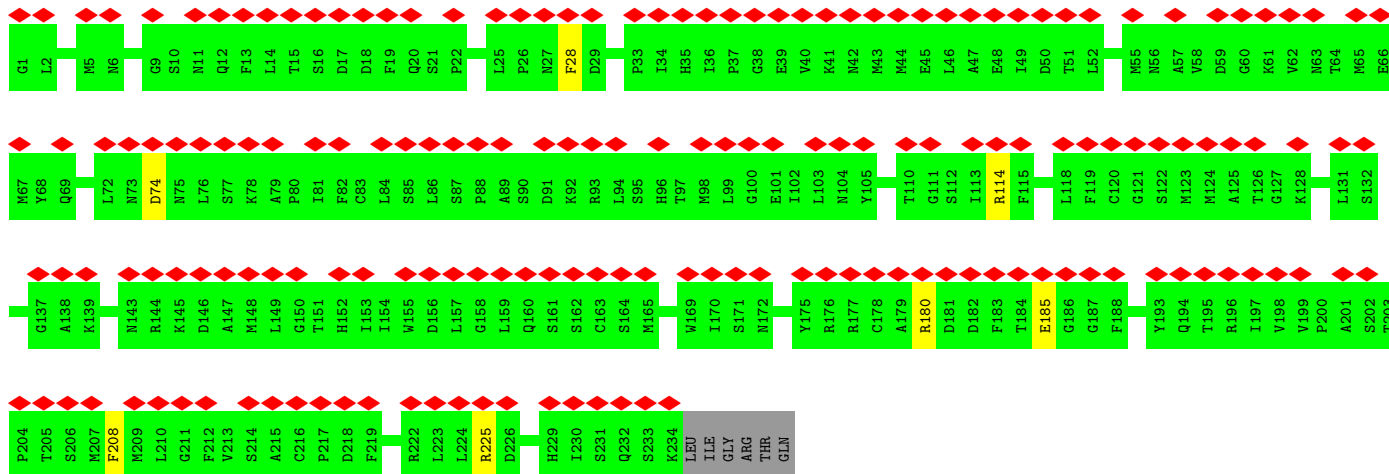 G1 L2 M5 N6 G9 S10 N11 Q12 F13 L14 T15 S16 D17 D18 F19 Q20 S21 P22 L25 P26 N27 F28 D29 P33 I34 H35 I36 P37 G38 E39 V40 K41 N42 M43 M44 E45 L46 A47 E48 I49 D50 T51 L52 M55 N56 A57 V58 D59 G60 K61 V62 N63 T64 M65 E66
M67 Y68 Q69 L72 N73 D74 N75 L76 S77 K78 A79 P80 I81 F82 C83 L84 S85 L86 S87 P88 A89 S90 D91 K92 R93 L94 S95 H96 T97 M98 L99 G100 E101 I102 L103 N104 Y105 T110 G111 S112 I113 R114 F115 L118 F119 C120 G121 S122 M123 M124 A125 T126 G127 K128 L131 S132
G137 A138 K139 N143 R144 K145 D146 A147 M148 L149 G150 T151 H152 I153 I154 W155 D156 L157 G158 L159 Q160 S161 S162 C163 S164 M165 W169 I170 S171 N172 Y175 R176 R177 C178 A179 R180 D181 D182 F183 T184 E185 G186 G187 F188 Y193 Q194 T195 R196 I197 V198 V199 P200 A201 S202 T203
P204 T205 S206 M207 F208 M209 L210 G211 F212 V213 S214 A215 C216 P217 D218 F219 R222 L223 L224 R225 D226 H229 I230 S231 Q232 S233 K234 LEU ILE GLY ARG THR GLN